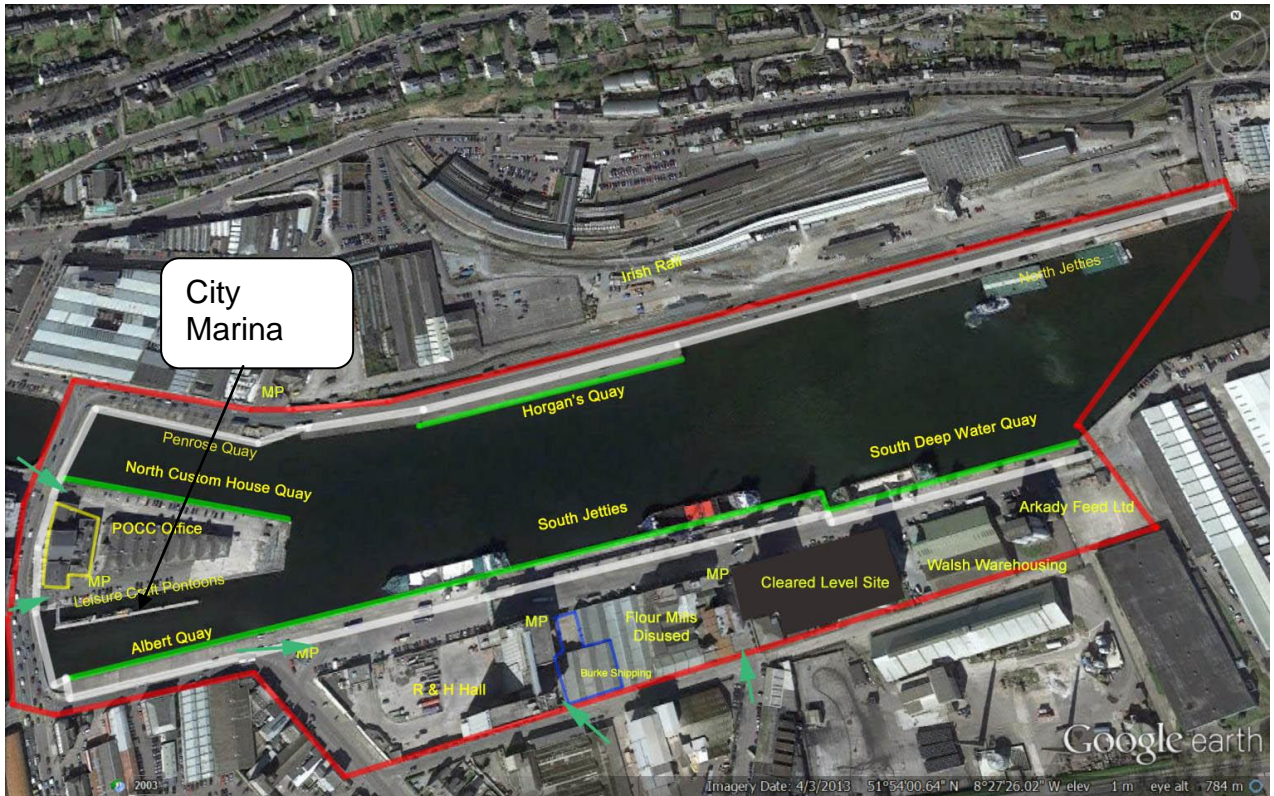 N
City
Marina
Irish Rail
North Jetties
MP
Horgan's Quay
Penrose Quay
South Deep Water Quay
North Custom House Quay
South Jetties
POCC Office
Arkady Feed Ltd
Walsh Warehousing
MP
Cleared Level Site
MP
Leisure Craft Pontoons
Flour Mills
Disused
MP
Albert Quay
MP
Burke Shipping
R & H Hall
Google earth
2003
Imagery Date: 4/3/2013 51°54'00.64" N 8°27'26.02" W elev 1 m eye alt 784 m